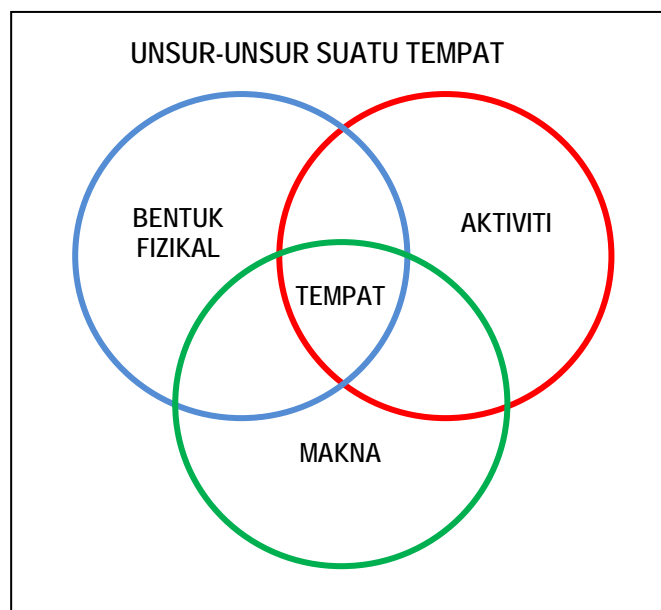 UNSUR-UNSUR SUATU TEMPAT
BENTUK
FIZIKAL
AKTIVITI
TEMPAT
MAKNA